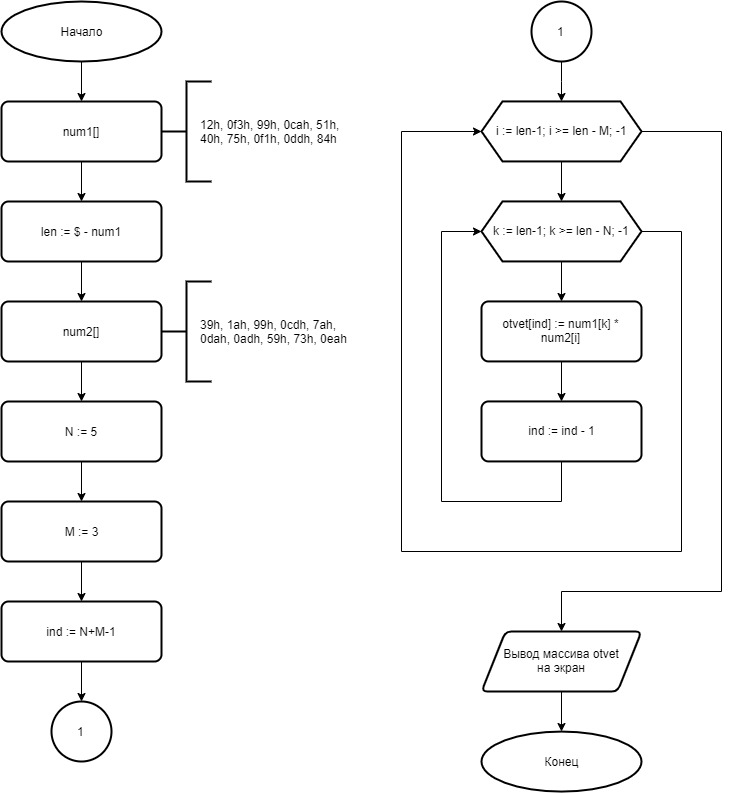 Начало
num1[]
12h, 0f3h, 99h, 0cah, 51h,
40h, 75h, 0f1h, 0ddh, 84h
len := $ - num1
num2[]
39h, 1ah, 99h, 0cdh, 7ah,
0dah, 0adh, 59h, 73h, 0eah
N := 5
M := 3
ind := N+M-1
1
1
i := len-1; i >= len - M; -1
k := len-1; k >= len - N; -1
otvet[ind] := num1[k] *
num2[i]
ind := ind - 1
Вывод массива otvet
на экран
Конец